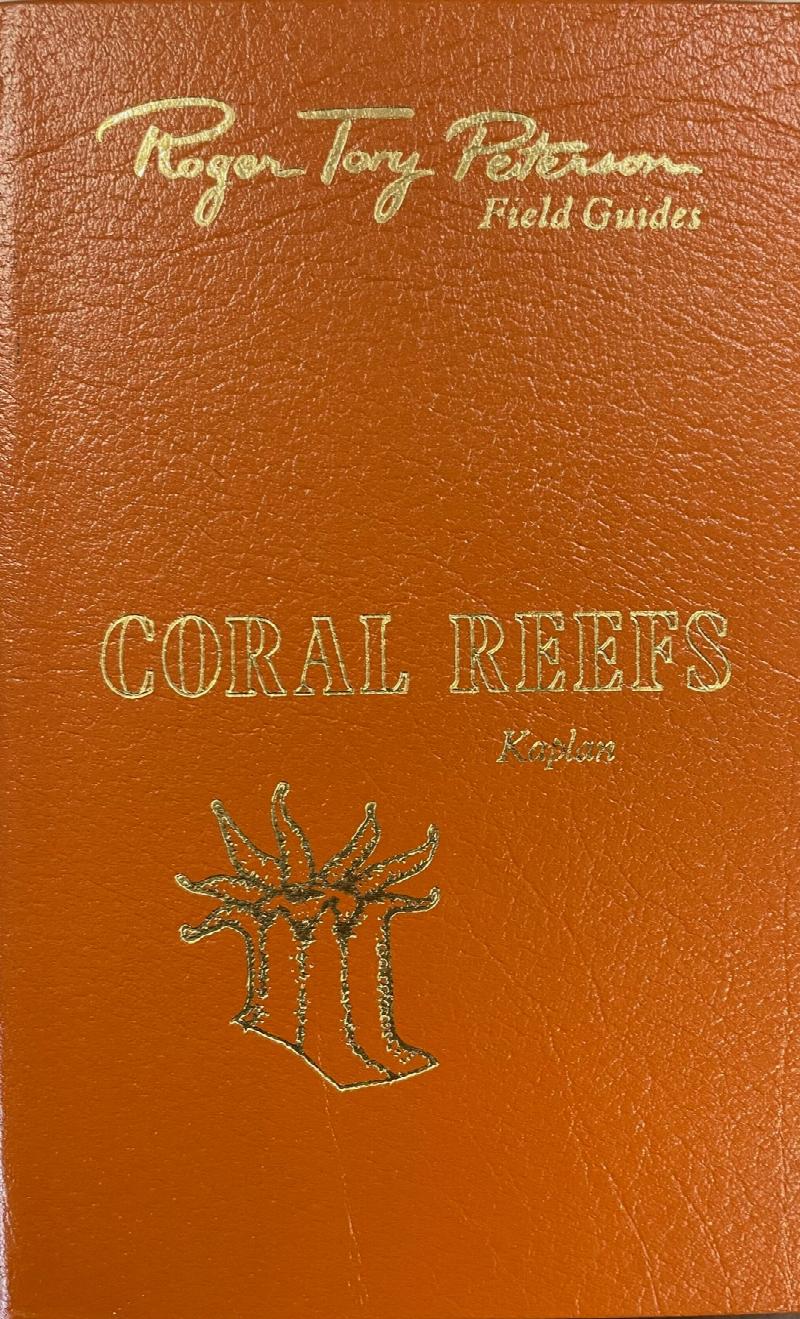 Roger Tory Peterson
Field Guides
CORAL REEFS
Kaplan